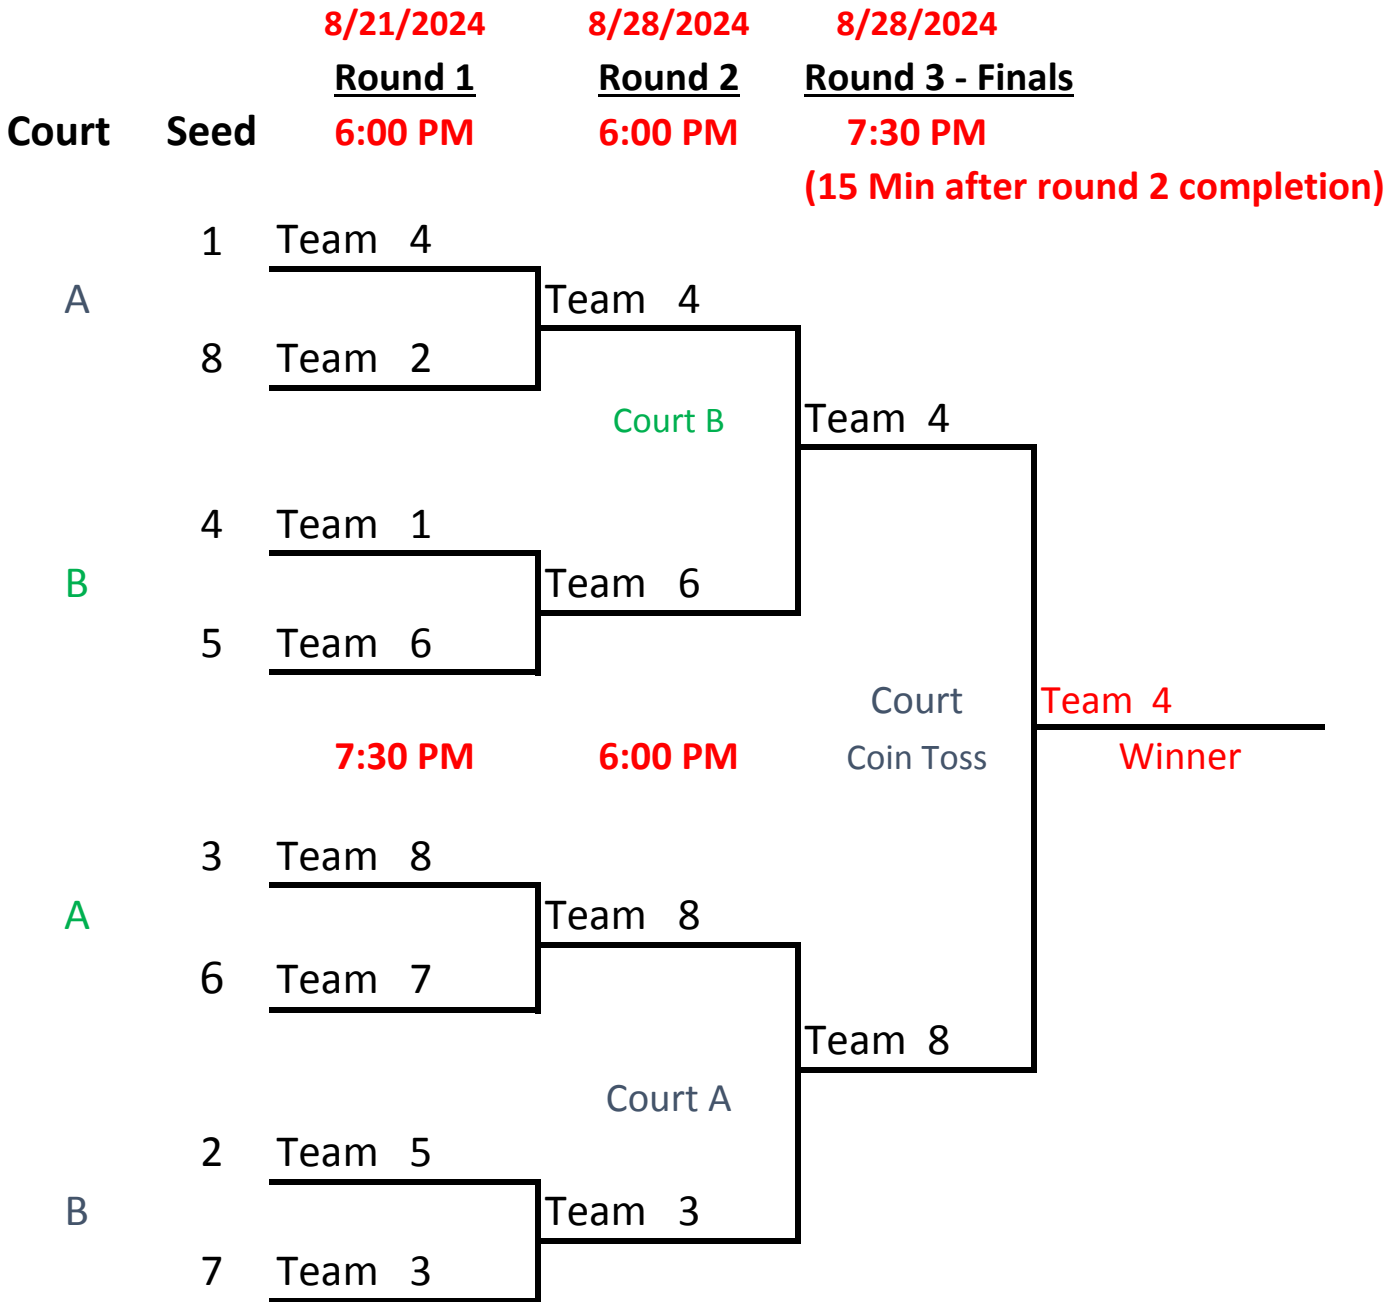 8/21/2024 8/28/2024 8/28/2024
Round 1 Round 2 Round 3 - Finals
Court Seed 6:00 PM 6:00 PM 7:30 PM
(15 Min after round 2 completion)
1 Team 4
A Team 4
8 Team 2
Court B Team 4
4 Team 1
B Team 6
5 Team 6
Court Team 4
7:30 PM 6:00 PM Coin Toss Winner
3 Team 8
A Team 8
6 Team 7
Team 8
Court A
2 Team 5
B Team 3
7 Team 3